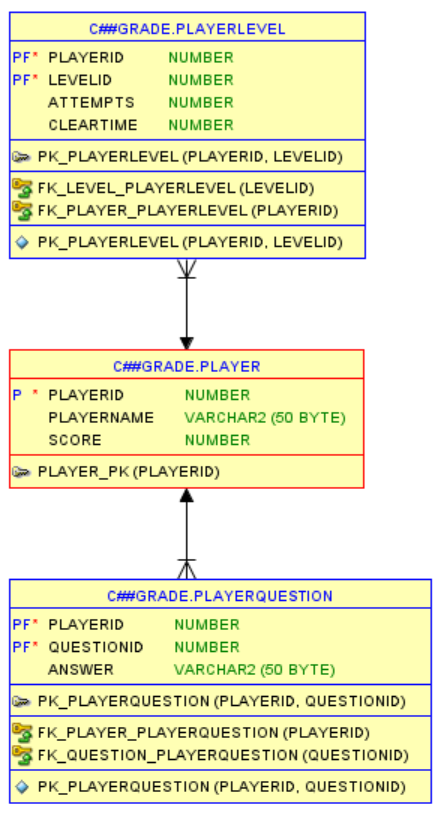 C##GRADE.PLAYERLEVEL
PF* PLAYERID NUMBER
PF* LEVELID NUMBER
ATTEMPTS NUMBER
CLEARTIME NUMBER
PK_PLAYERLEVEL (PLAYERID, LEVELID)
FK_LEVEL_PLAYERLEVEL (LEVELID)
FK_PLAYER_PLAYERLEVEL (PLAYERID)
PK_PLAYERLEVEL (PLAYERID, LEVELID)
C##GRADE.PLAYER
P * PLAYERID NUMBER
PLAYERNAME VARCHAR2 (50 BYTE)
SCORE NUMBER
PLAYER_PK (PLAYERID)
C##GRADE.PLAYERQUESTION
PF* PLAYERID NUMBER
PF* QUESTIONID NUMBER
ANSWER VARCHAR2 (50 BYTE)
PK_PLAYERQUESTION (PLAYERID, QUESTIONID)
FK_PLAYER_PLAYERQUESTION (PLAYERID)
FK_QUESTION_PLAYERQUESTION (QUESTIONID)
PK_PLAYERQUESTION (PLAYERID, QUESTIONID)